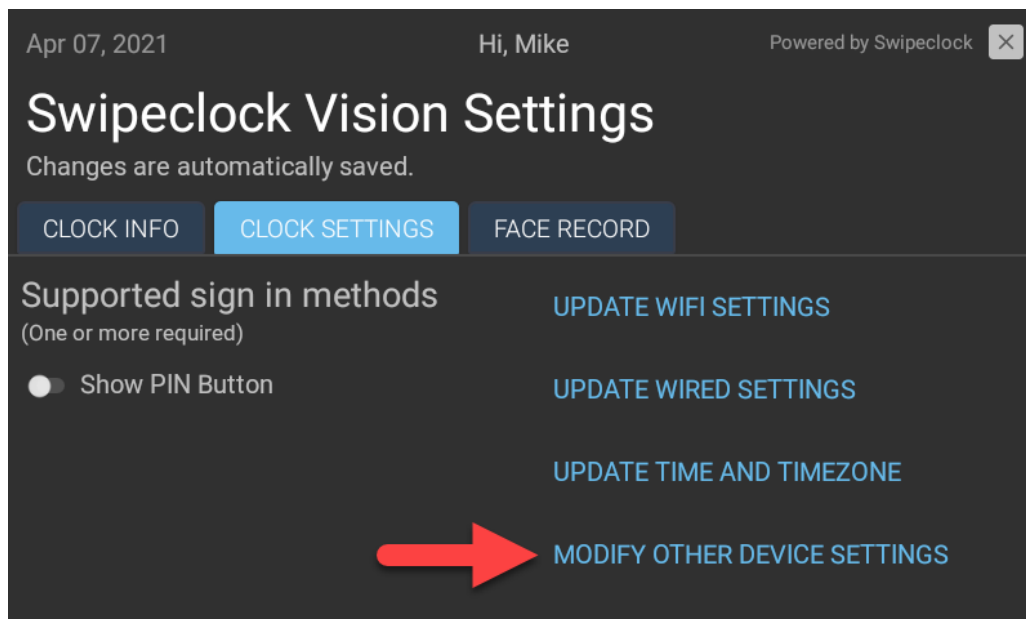 Apr 07, 2021 Hi, Mike Powered by Swipeclock
Swipeclock Vision Settings
Changes are automatically saved.
CLOCK INFO CLOCK SETTINGS FACE RECORD
Supported sign in methods
(One or more required)
Show PIN Button
UPDATE WIFI SETTINGS
UPDATE WIRED SETTINGS
UPDATE TIME AND TIMEZONE
MODIFY OTHER DEVICE SETTINGS